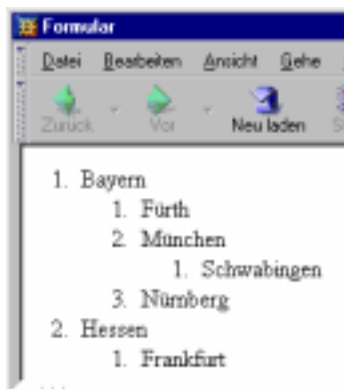 Formular
Datei Bearbeiten Ansicht Gehe
Zurück Vor Neu laden
1. Bayern
1. Fürth
2. München
1. Schwabingen
3. Nürnberg
2. Hessen
1. Frankfurt